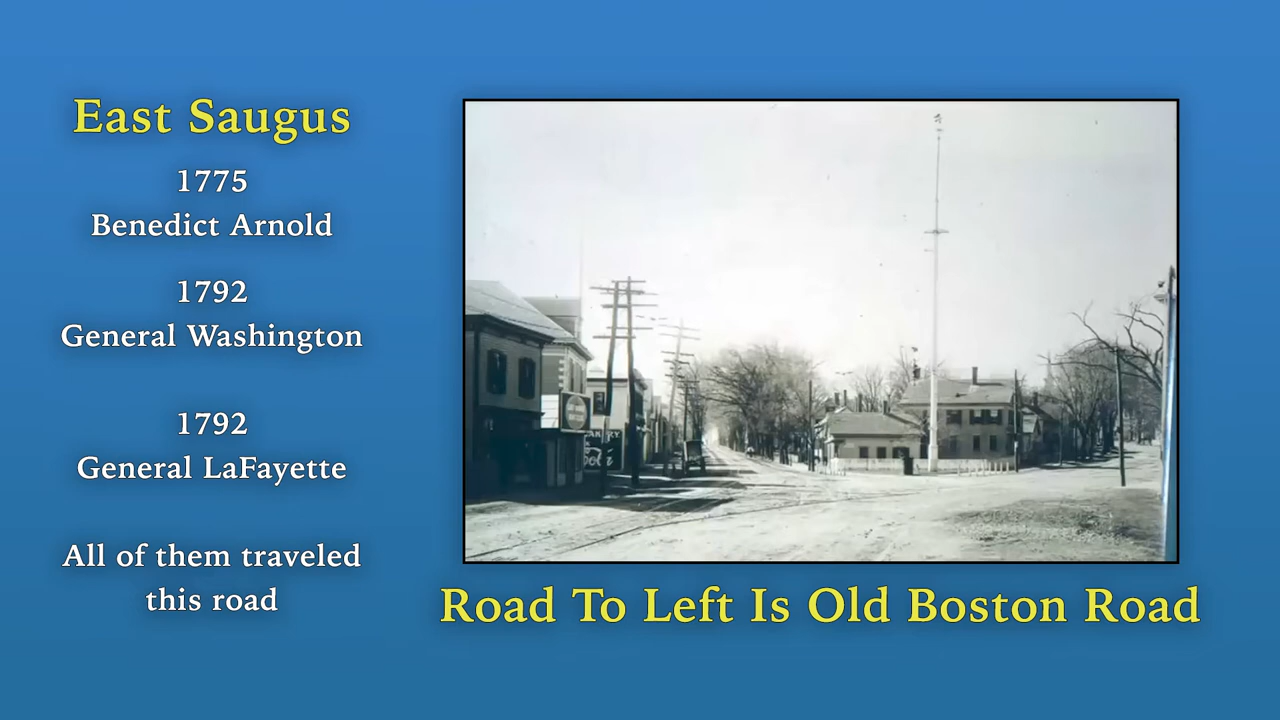 East Saugus
1775
Benedict Arnold
1792
General Washington
1792
General LaFayette
All of them traveled
this road
Road To Left Is Old Boston Road